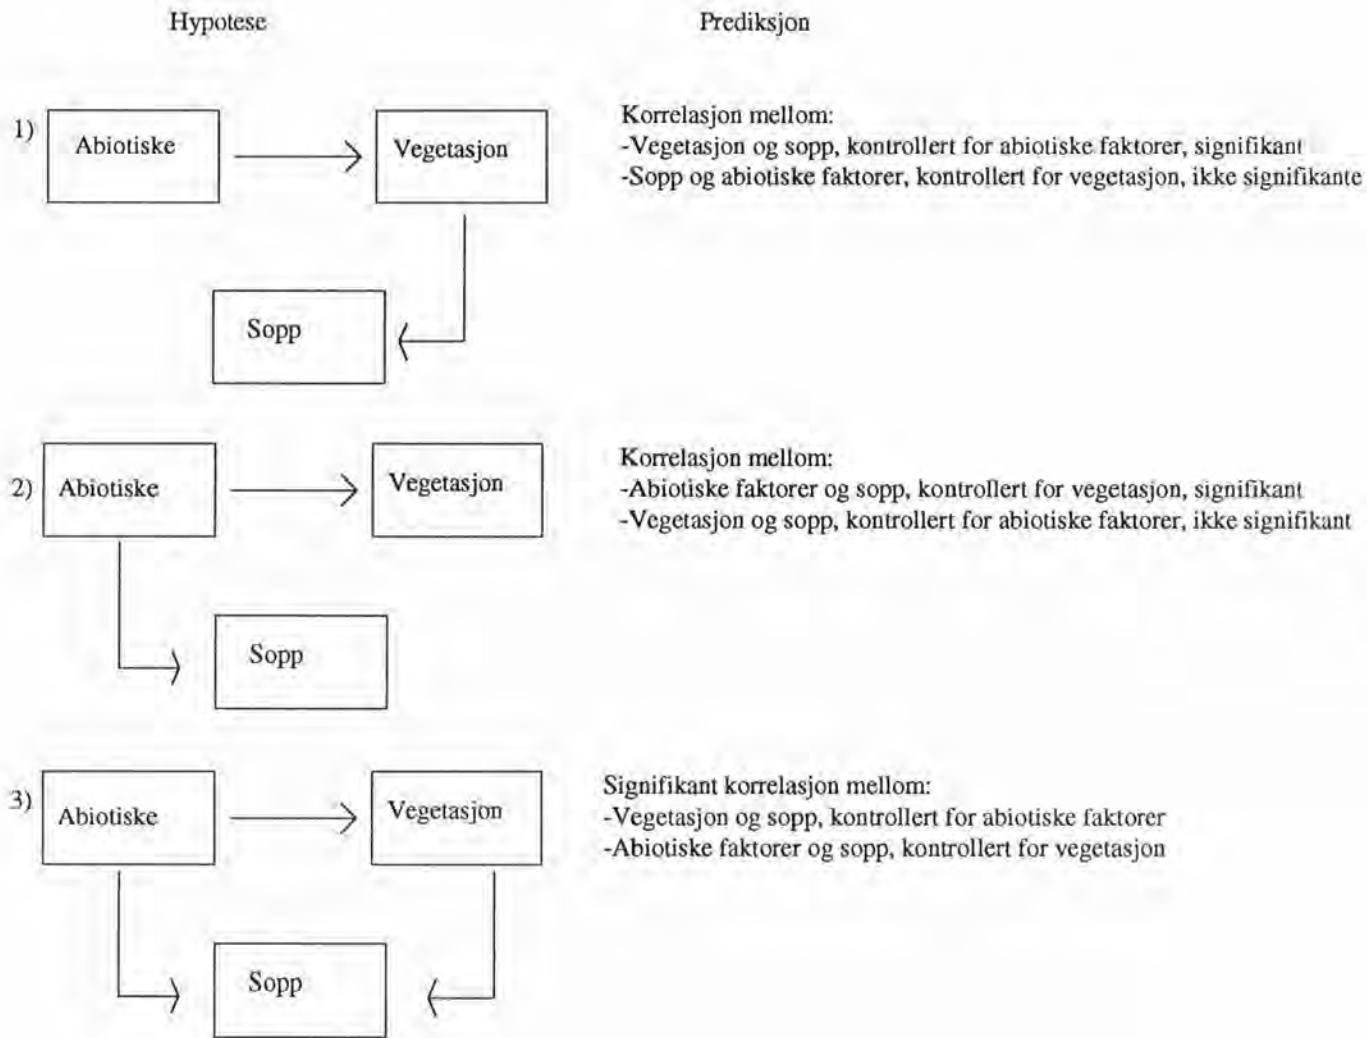 Hypotese Prediksjon
1) Abiotiske Vegetasjon
Korrelasjon mellom:
-Vegetasjon og sopp, kontrollert for abiotiske faktorer, signifikant
-Sopp og abiotiske faktorer, kontrollert for vegetasjon, ikke signifikante
Sopp
2) Abiotiske Vegetasjon
Korrelasjon mellom:
-Abiotiske faktorer og sopp, kontrollert for vegetasjon, signifikant
-Vegetasjon og sopp, kontrollert for abiotiske faktorer, ikke signifikant
Sopp
3) Abiotiske Vegetasjon
Signifikant korrelasjon mellom:
-Vegetasjon og sopp, kontrollert for abiotiske faktorer
-Abiotiske faktorer og sopp, kontrollert for vegetasjon
Sopp